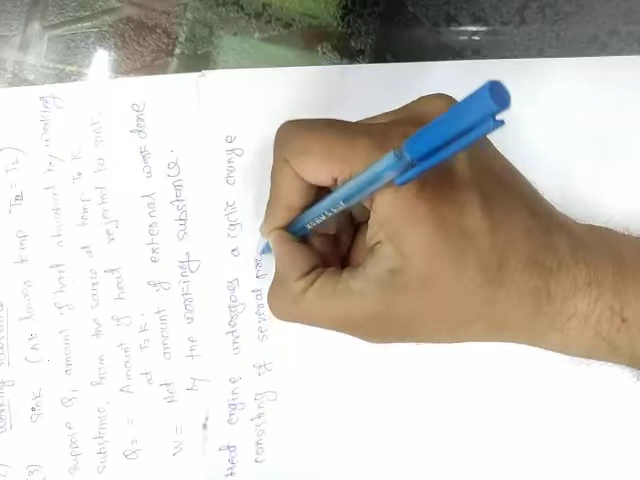 2) Working substance
(3) Sink (At lower temp T2 = TL)
Suppose Q1 amount of heat absorbed by working
substance, from the source at temp T1 K.
Q2 = Amount of heat rejected to sink.
at T2 K.
W = Net amount of external work done
by the working substance.
Heat engine undergoes a cyclic change
consisting of several